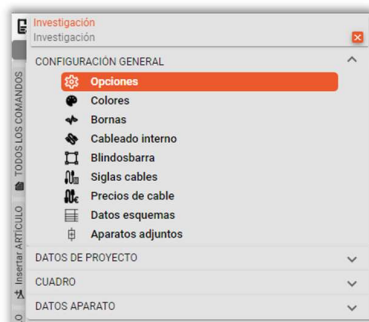 Investigación
Investigación
CONFIGURACIÓN GENERAL
Opciones
Colores
Bornas
Cableado interno
Blindosbarra
Siglas cables
Precios de cable
Datos esquemas
Aparatos adjuntos
DATOS DE PROYECTO
CUADRO
DATOS APARATO
TODOS LOS COMANDOS
Insertar ARTÍCULO